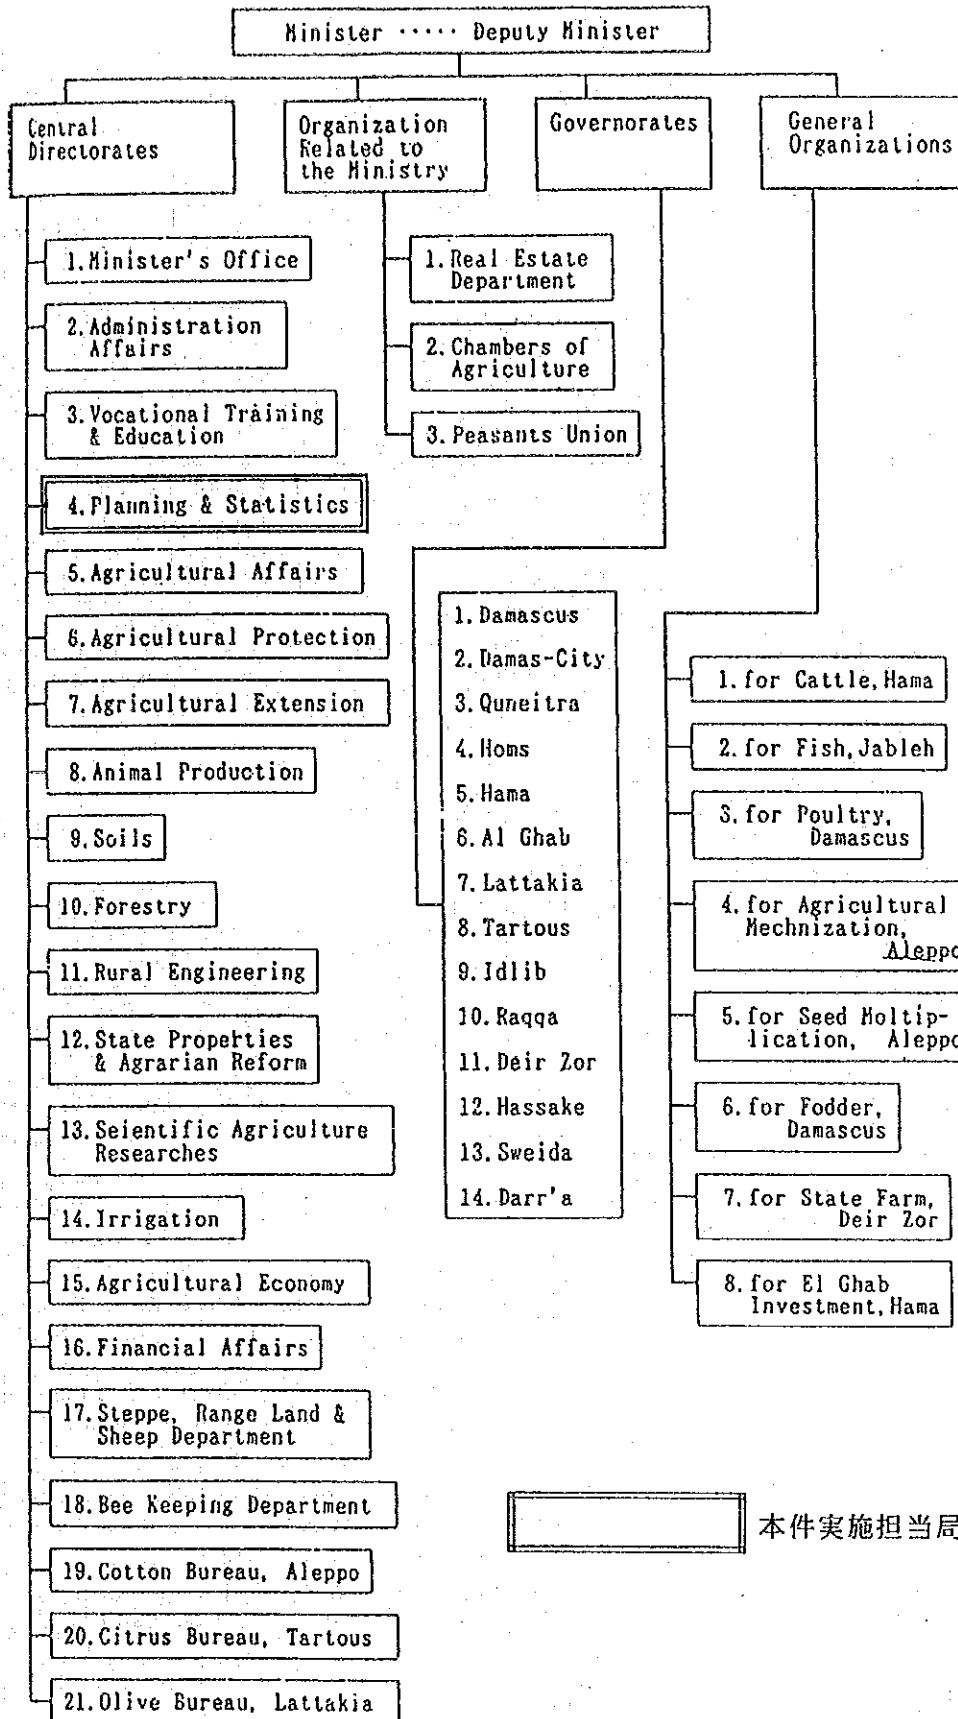 Minister ····· Deputy Minister
Central
Directorates
Organization
Related to
the Ministry
Governorates
General
Organizations
1. Minister's Office
2. Administration
Affairs
3. Vocational Training
& Education
4. Planning & Statistics
5. Agricultural Affairs
6. Agricultural Protection
7. Agricultural Extension
8. Animal Production
9. Soils
10. Forestry
11. Rural Engineering
12. State Properties
& Agrarian Reform
13. Seientific Agriculture
Researches
14. Irrigation
15. Agricultural Economy
16. Financial Affairs
17. Steppe, Range Land &
Sheep Department
18. Bee Keeping Department
19. Cotton Bureau, Aleppo
20. Citrus Bureau, Tartous
21. Olive Bureau, Lattakia
1. Real Estate
Department
2. Chambers of
Agriculture
3. Peasants Union
1. Damascus
2. Damas-City
3. Quneitra
4. Homs
5. Hama
6. Al Ghab
7. Lattakia
8. Tartous
9. Idlib
10. Raqqa
11. Deir Zor
12. Hassake
13. Sweida
14. Darr'a
1. for Cattle, Hama
2. for Fish, Jableh
3. for Poultry,
Damascus
4. for Agricultural
Mechnization,
Aleppo
5. for Seed Moltip-
lication, Aleppo
6. for Fodder,
Damascus
7. for State Farm,
Deir Zor
8. for El Ghab
Investment, Hama
本件実施担当局